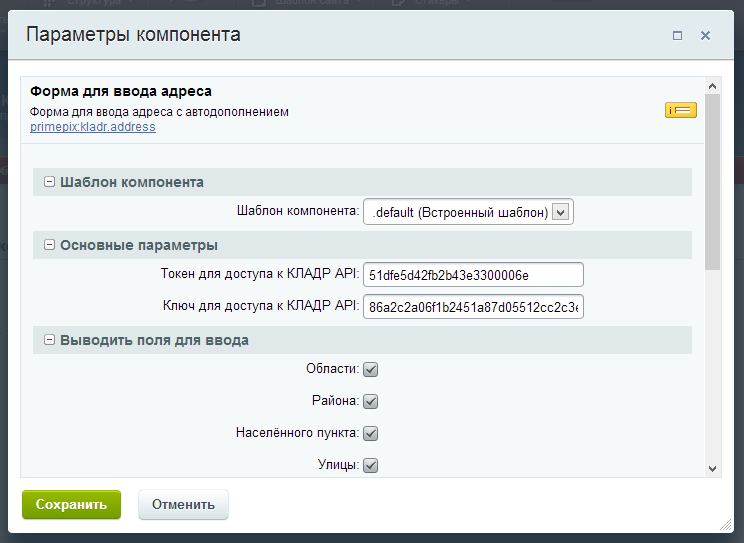 Параметры компонента
Форма для ввода адреса
Форма для ввода адреса с автодополнением
primepix:kladr.address
Шаблон компонента
Шаблон компонента: .default (Встроенный шаблон)
Основные параметры
Токен для доступа к КЛАДР API: 51dfe5d42fb2b43e3300006e
Ключ для доступа к КЛАДР API: 86a2c2a06f1b2451a87d05512cc2c3e
Выводить поля для ввода
Области:
Района:
Населённого пункта:
Улицы:
Сохранить Отменить